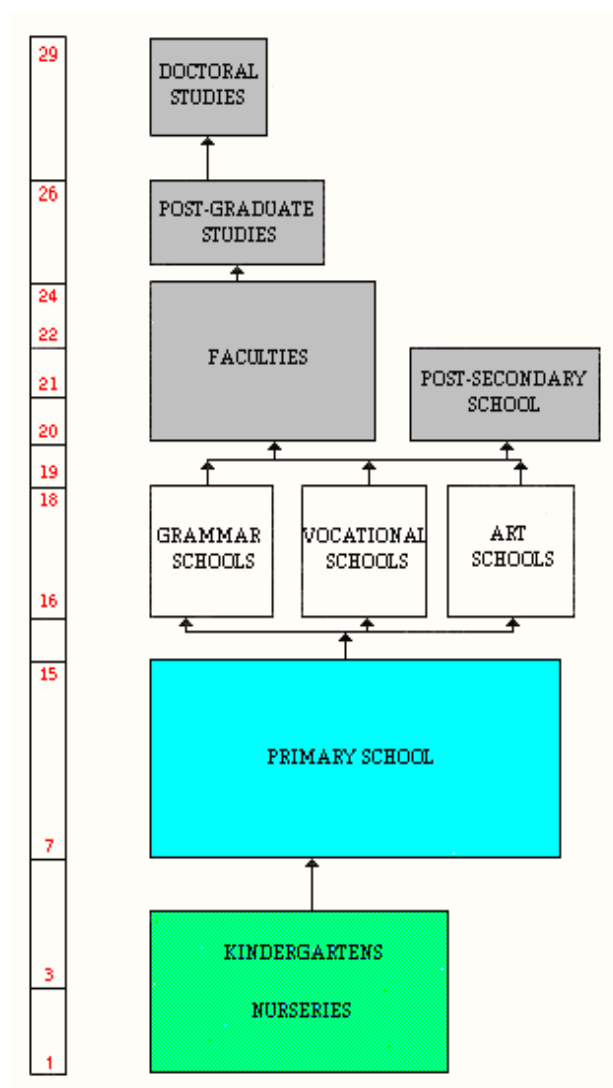 29
DOCTORAL
STUDIES
26
POST-GRADUATE
STUDIES
24
22
FACULTIES
POST-SECONDARY
SCHOOL
21
20
19
18
GRAMMAR
SCHOOLS
VOCATIONAL
SCHOOLS
ART
SCHOOLS
16
15
PRIMARY SCHOOL
7
KINDERGARTENS
3
NURSERIES
1